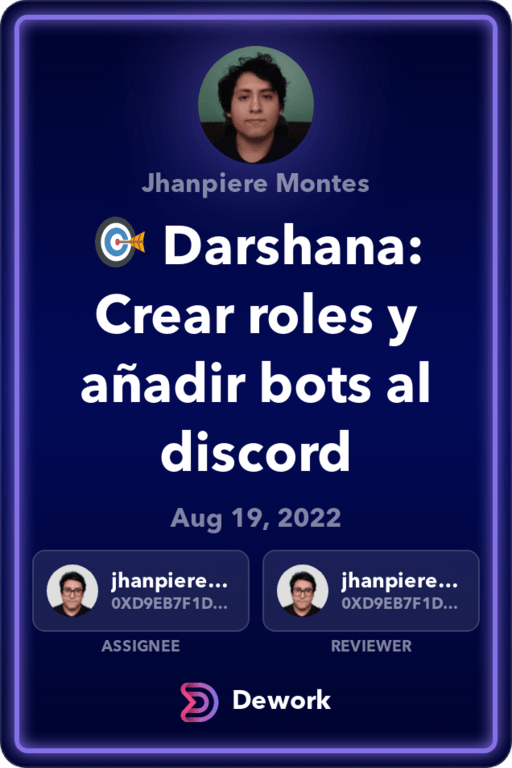 Jhanpiere Montes
🎯 Darshana:
Crear roles y
añadir bots al
discord
Aug 19, 2022
jhanpiere...
0XD9EB7F1D...
ASSIGNEE
jhanpiere...
0XD9EB7F1D...
REVIEWER
Dework